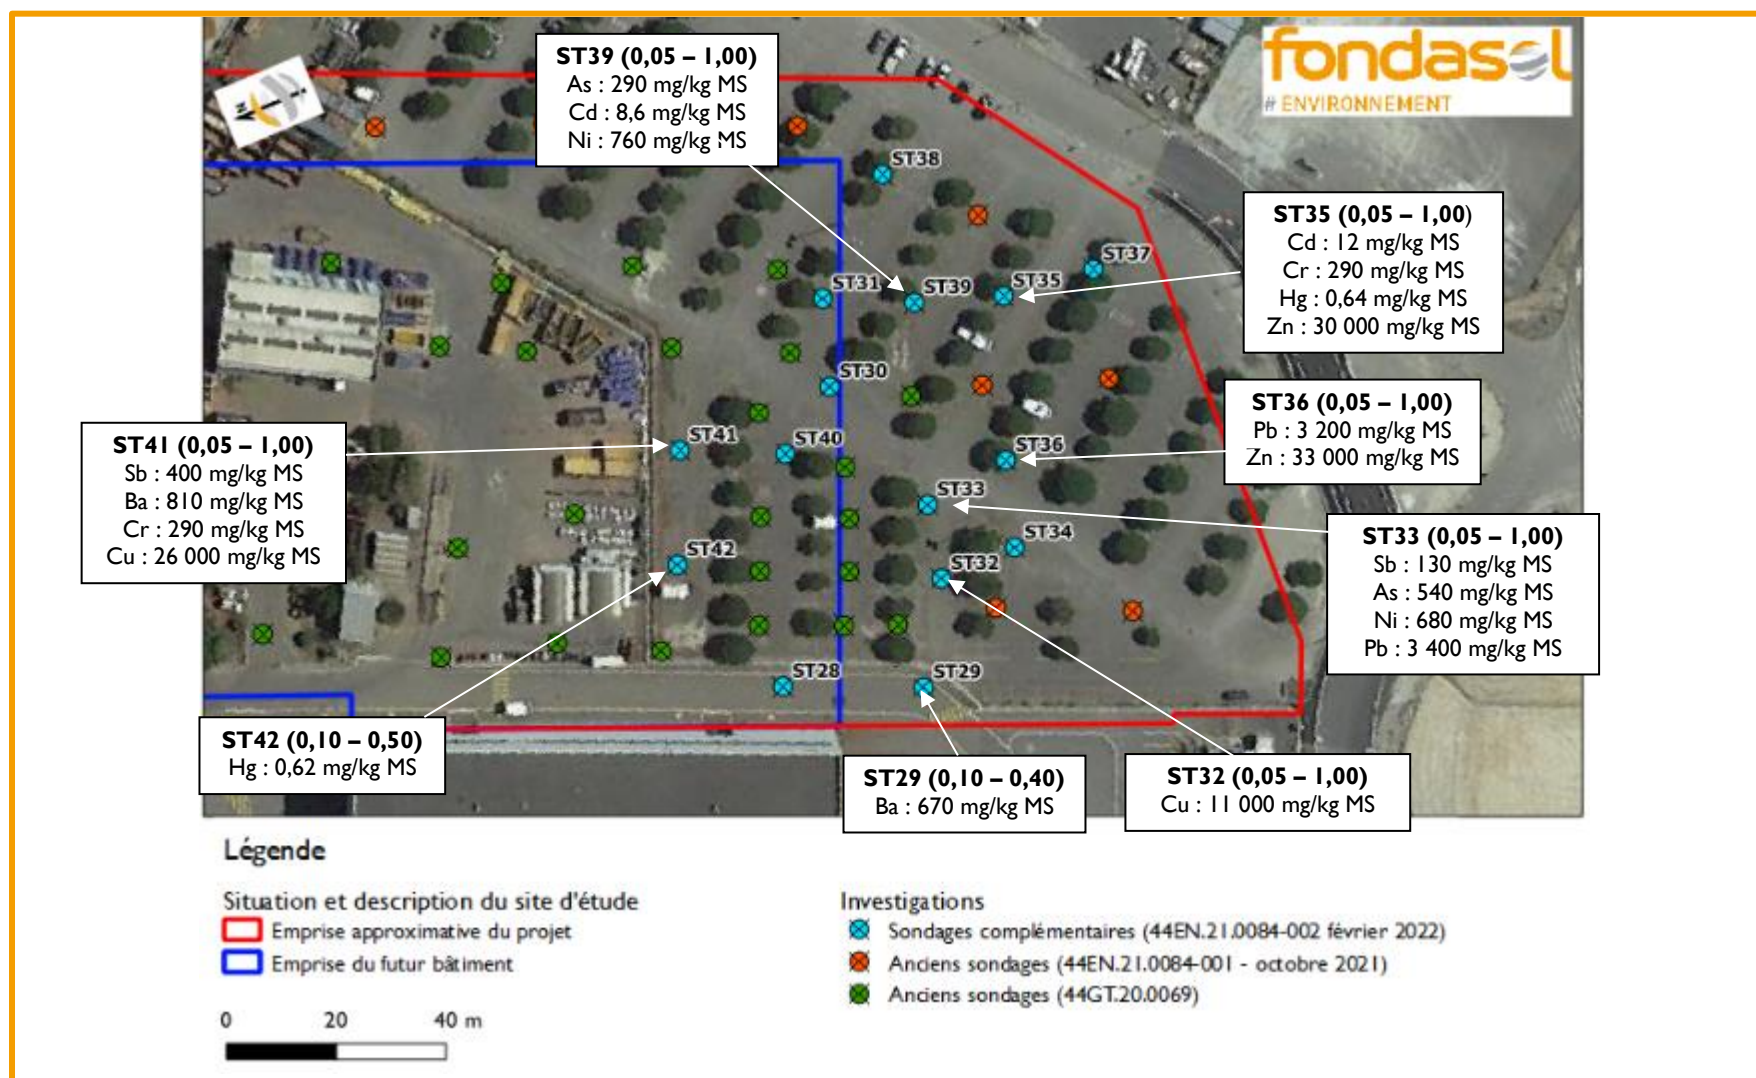 fondasol
# ENVIRONNEMENT
N
ST39 (0,05 – 1,00)
As : 290 mg/kg MS
Cd : 8,6 mg/kg MS
Ni : 760 mg/kg MS
ST35 (0,05 – 1,00)
Cd : 12 mg/kg MS
Cr : 290 mg/kg MS
Hg : 0,64 mg/kg MS
Zn : 30 000 mg/kg MS
ST38
ST37
ST31
ST39
ST35
ST30
ST36 (0,05 – 1,00)
Pb : 3 200 mg/kg MS
Zn : 33 000 mg/kg MS
ST41 (0,05 – 1,00)
Sb : 400 mg/kg MS
Ba : 810 mg/kg MS
Cr : 290 mg/kg MS
Cu : 26 000 mg/kg MS
ST41
ST40
ST36
ST33
ST34
ST42
ST32
ST33 (0,05 – 1,00)
Sb : 130 mg/kg MS
As : 540 mg/kg MS
Ni : 680 mg/kg MS
Pb : 3 400 mg/kg MS
ST28
ST29
ST42 (0,10 – 0,50)
Hg : 0,62 mg/kg MS
ST29 (0,10 – 0,40)
Ba : 670 mg/kg MS
ST32 (0,05 – 1,00)
Cu : 11 000 mg/kg MS
Légende
Situation et description du site d'étude
Emprise approximative du projet
Emprise du futur bâtiment
Investigations
Sondages complémentaires (44EN.21.0084-002 février 2022)
Anciens sondages (44EN.21.0084-001 - octobre 2021)
Anciens sondages (44GT.20.0069)
0 20 40 m